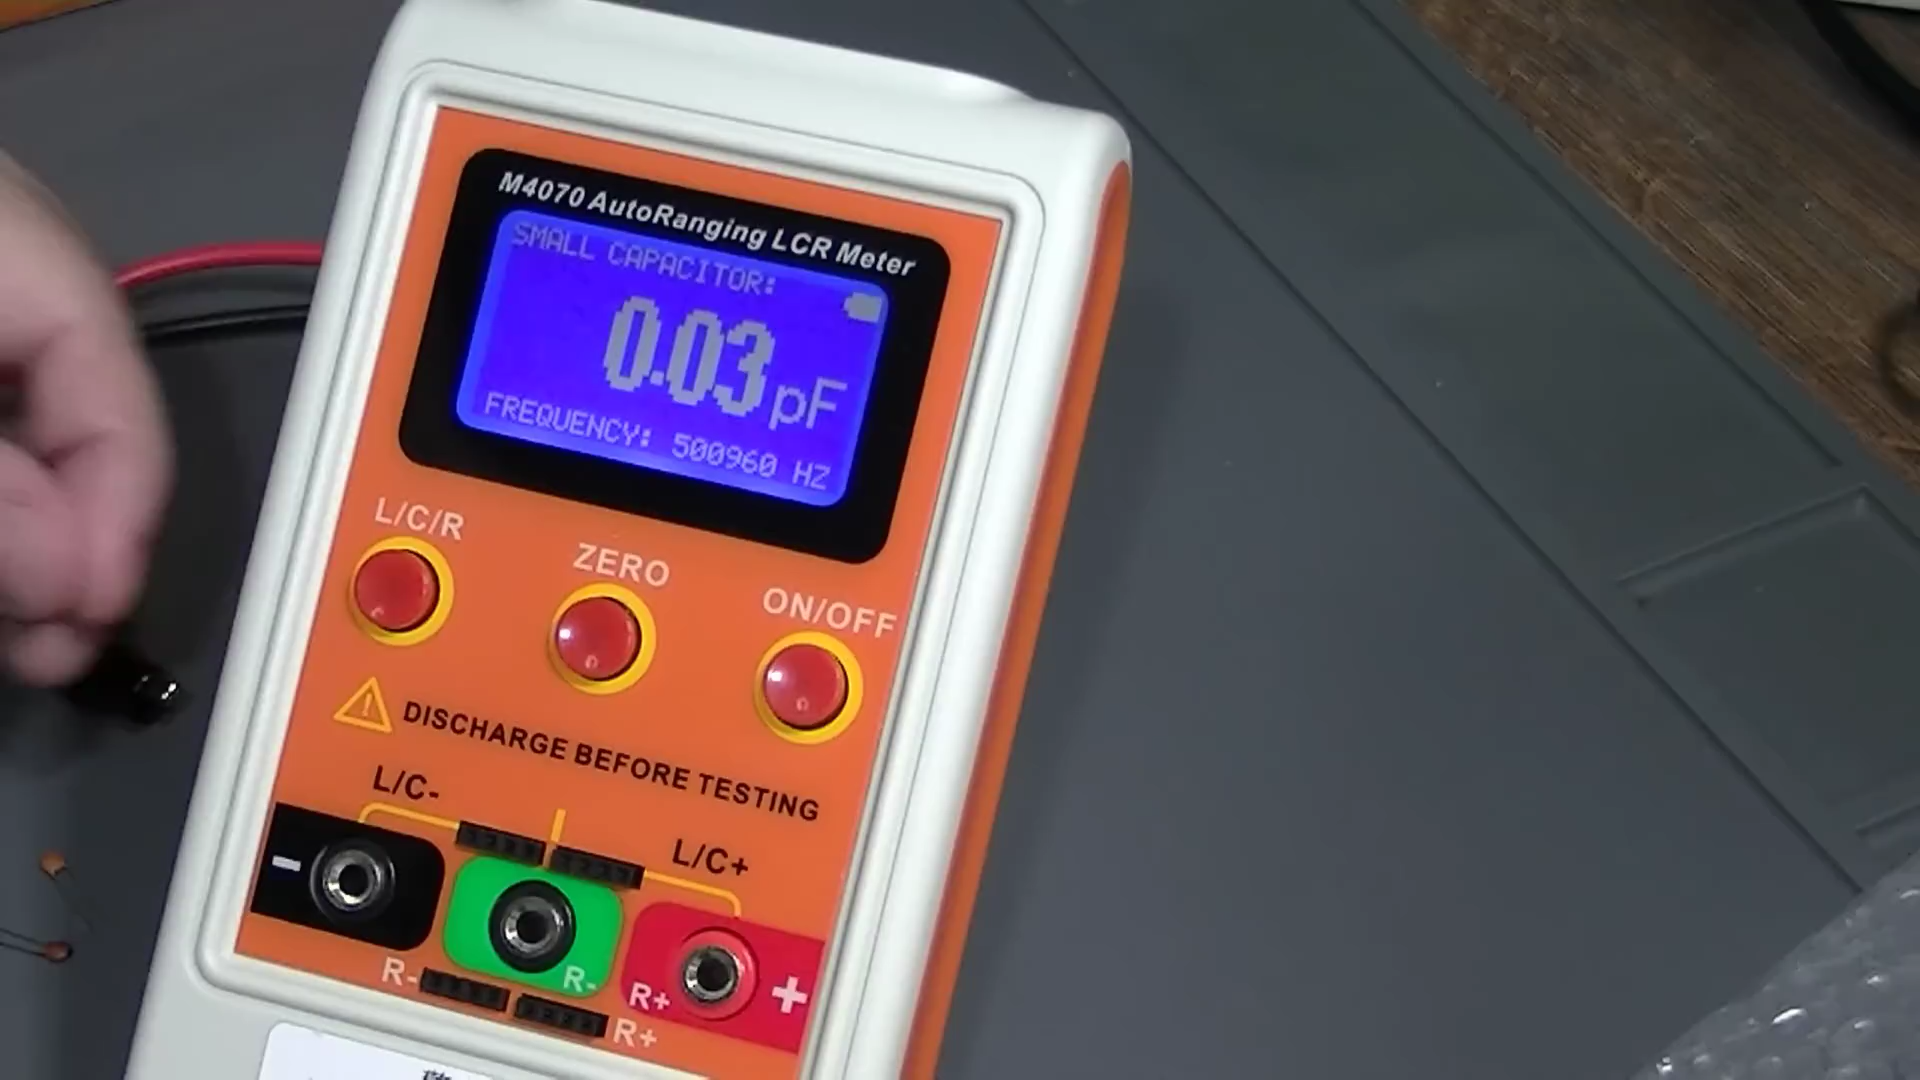 M4070 AutoRanging LCR Meter
SMALL CAPACITOR:
0.03 pF
FREQUENCY: 500960 HZ
L/C/R
ZERO
ON/OFF
! DISCHARGE BEFORE TESTING
L/C-
L/C+
-
R-
R-
R+
+
R+